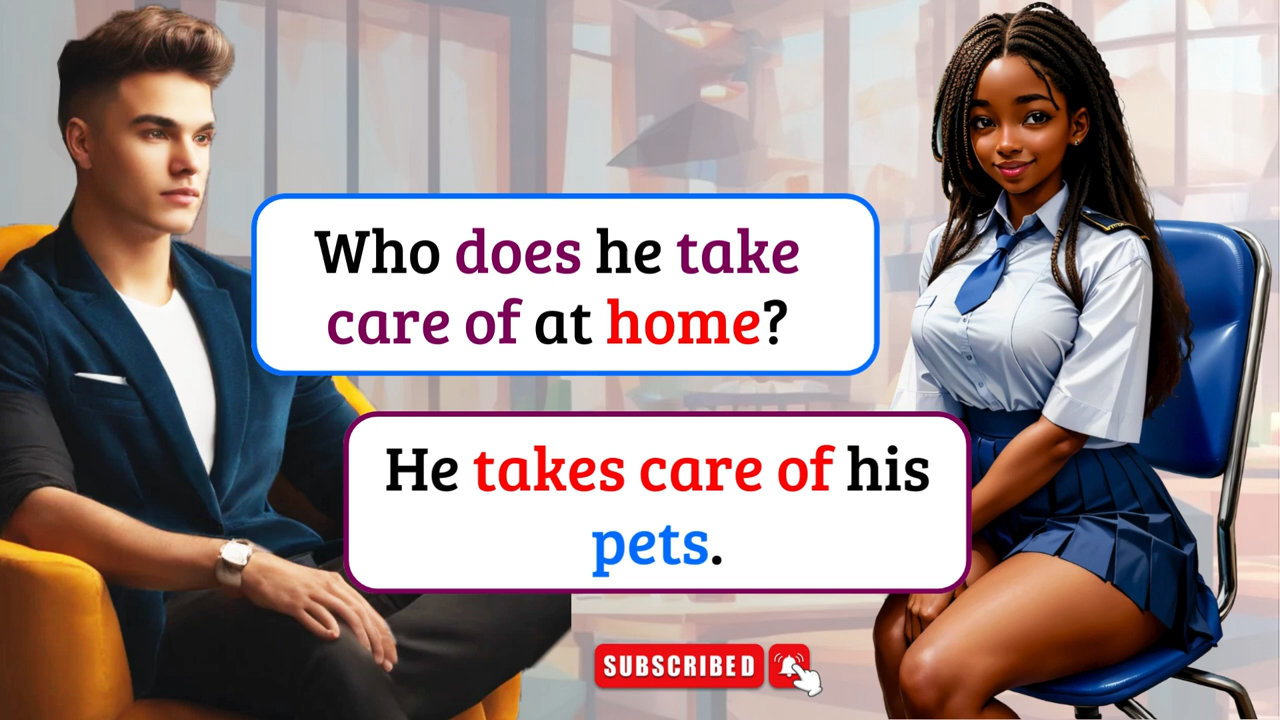 Who does he take
care of at home?
He takes care of his
pets.
SUBSCRIBED